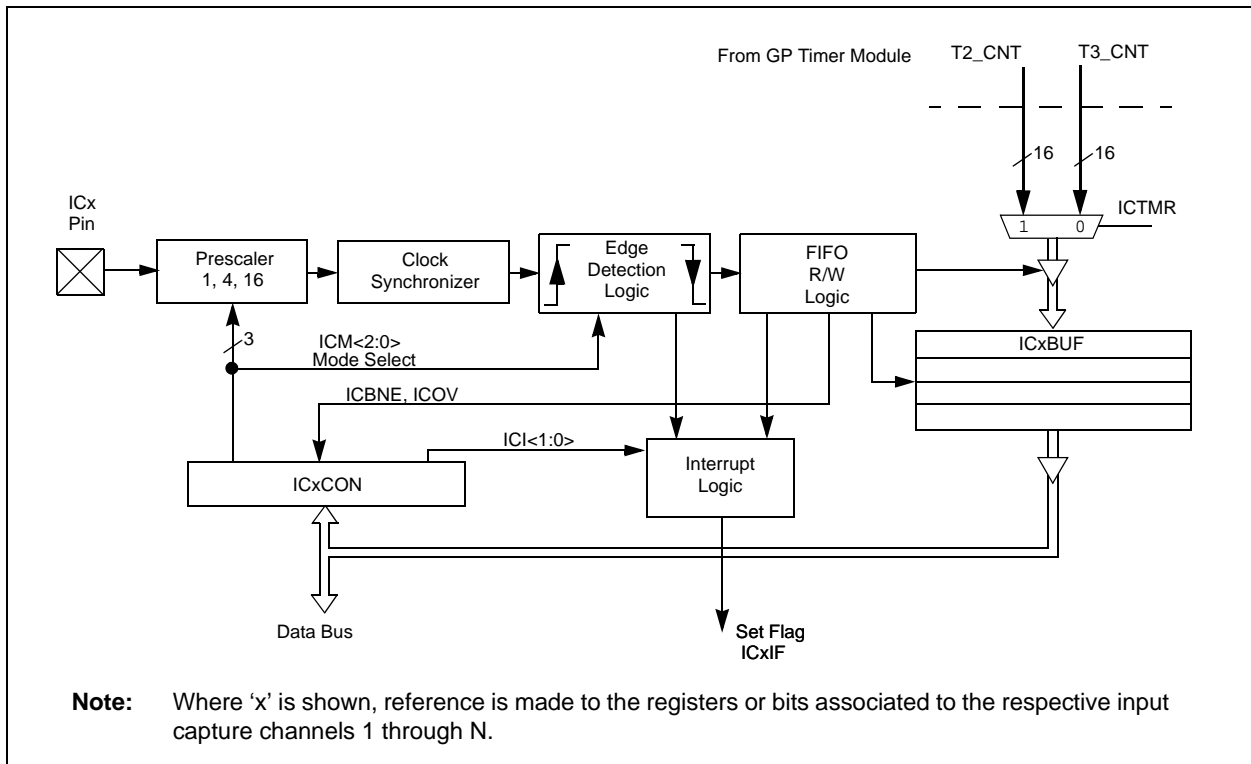 From GP Timer Module
T2_CNT
T3_CNT
16
16
ICx
Pin
1
0
ICTMR
Prescaler
1, 4, 16
Clock
Synchronizer
Edge
Detection
Logic
FIFO
R/W
Logic
3
ICM<2:0>
Mode Select
ICxBUF
ICBNE, ICOV
ICI<1:0>
ICxCON
Interrupt
Logic
Data Bus
Set Flag
ICxIF
Note: Where ‘x’ is shown, reference is made to the registers or bits associated to the respective input
capture channels 1 through N.